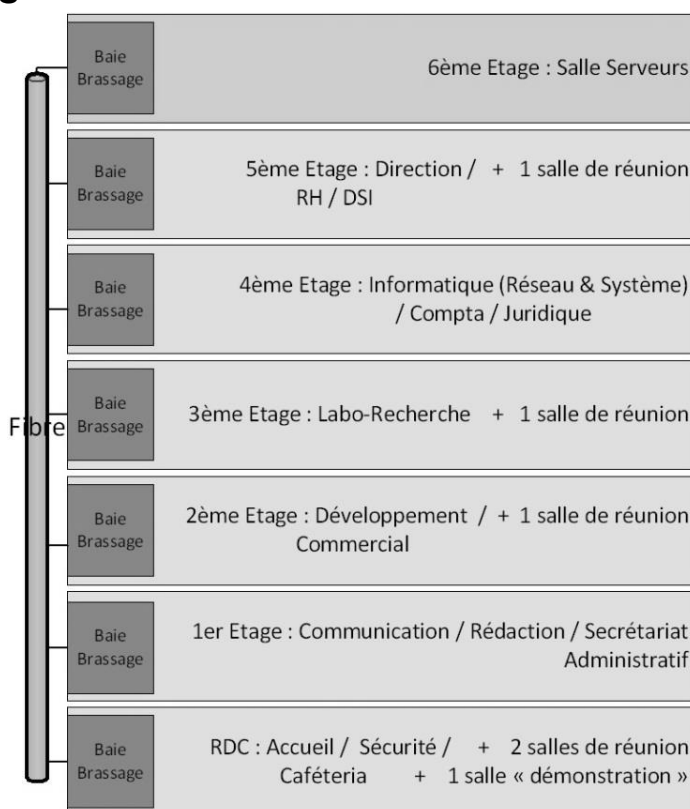 Baie
Brassage
6ème Etage : Salle Serveurs
Baie
Brassage
5ème Etage : Direction / + 1 salle de réunion
RH / DSI
Baie
Brassage
4ème Etage : Informatique (Réseau & Système)
/ Compta / Juridique
Fibre
Baie
Brassage
3ème Etage : Labo-Recherche + 1 salle de réunion
Baie
Brassage
2ème Etage : Développement / + 1 salle de réunion
Commercial
Baie
Brassage
1er Etage : Communication / Rédaction / Secrétariat
Administratif
Baie
Brassage
RDC : Accueil / Sécurité / + 2 salles de réunion
Caféteria + 1 salle « démonstration »